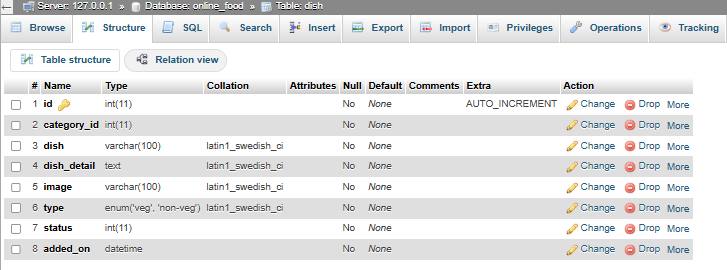 Server: 127.0.0.1 » Database: online_food » Table: dish
Browse Structure SQL Search Insert Export Import Privileges Operations Tracking
Table structure Relation view
# Name Type Collation Attributes Null Default Comments Extra Action
1 id int(11) No None AUTO_INCREMENT Change Drop More
2 category_id int(11) No None Change Drop More
3 dish varchar(100) latin1_swedish_ci No None Change Drop More
4 dish_detail text latin1_swedish_ci No None Change Drop More
5 image varchar(100) latin1_swedish_ci No None Change Drop More
6 type enum('veg', 'non-veg') latin1_swedish_ci No None Change Drop More
7 status int(11) No None Change Drop More
8 added_on datetime No None Change Drop More